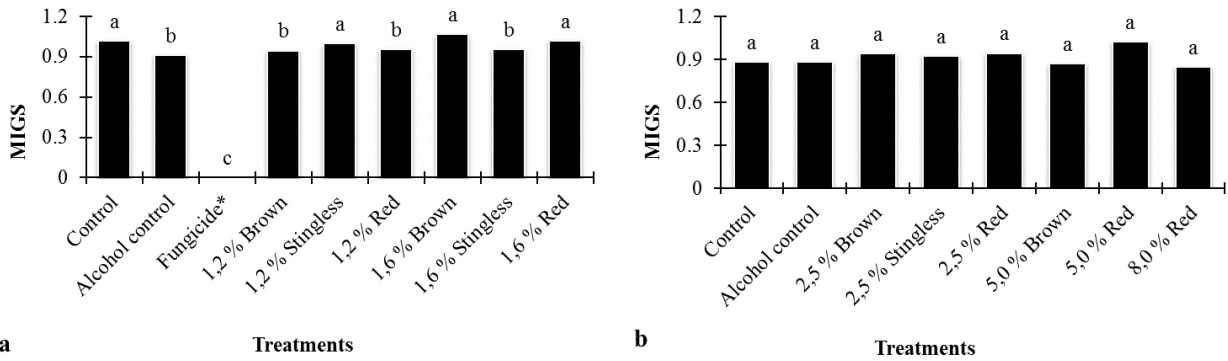 1.2
0.9
0.6
0.3
0
MIGS
a
b
c
b
a
b
a
b
a
Control
Alcohol control
Fungicide*
1,2 % Brown
1,2 % Stingless
1,2 % Red
1,6 % Brown
1,6 % Stingless
1,6 % Red
a
Treatments
1.2
0.9
0.6
0.3
0
MIGS
a
a
a
a
a
a
a
a
Control
Alcohol control
2,5 % Brown
2,5 % Stingless
2,5 % Red
5,0 % Brown
5,0 % Red
8,0 % Red
b
Treatments